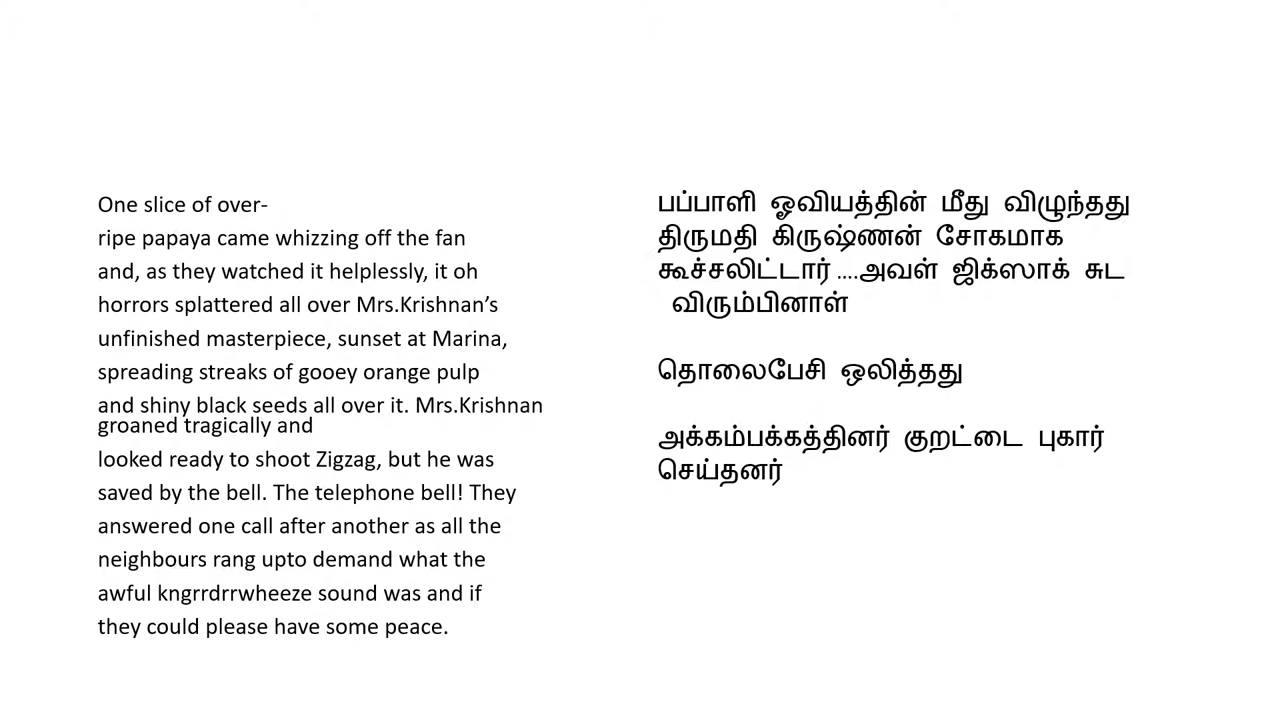 One slice of over-
ripe papaya came whizzing off the fan
and, as they watched it helplessly, it oh
horrors splattered all over Mrs.Krishnan’s
unfinished masterpiece, sunset at Marina,
spreading streaks of gooey orange pulp
and shiny black seeds all over it. Mrs.Krishnan
groaned tragically and
looked ready to shoot Zigzag, but he was
saved by the bell. The telephone bell! They
answered one call after another as all the
neighbours rang upto demand what the
awful kngrrdrrwheeze sound was and if
they could please have some peace.
பப்பாளி ஓவியத்தின் மீது விழுந்தது
திருமதி கிருஷ்ணன் சோகமாக
கூச்சலிட்டார் ....அவள் ஜிக்ஸாக் சுட
விரும்பினாள்
தொலைபேசி ஒலித்தது
அக்கம்பக்கத்தினர் குறட்டை புகார்
செய்தனர்